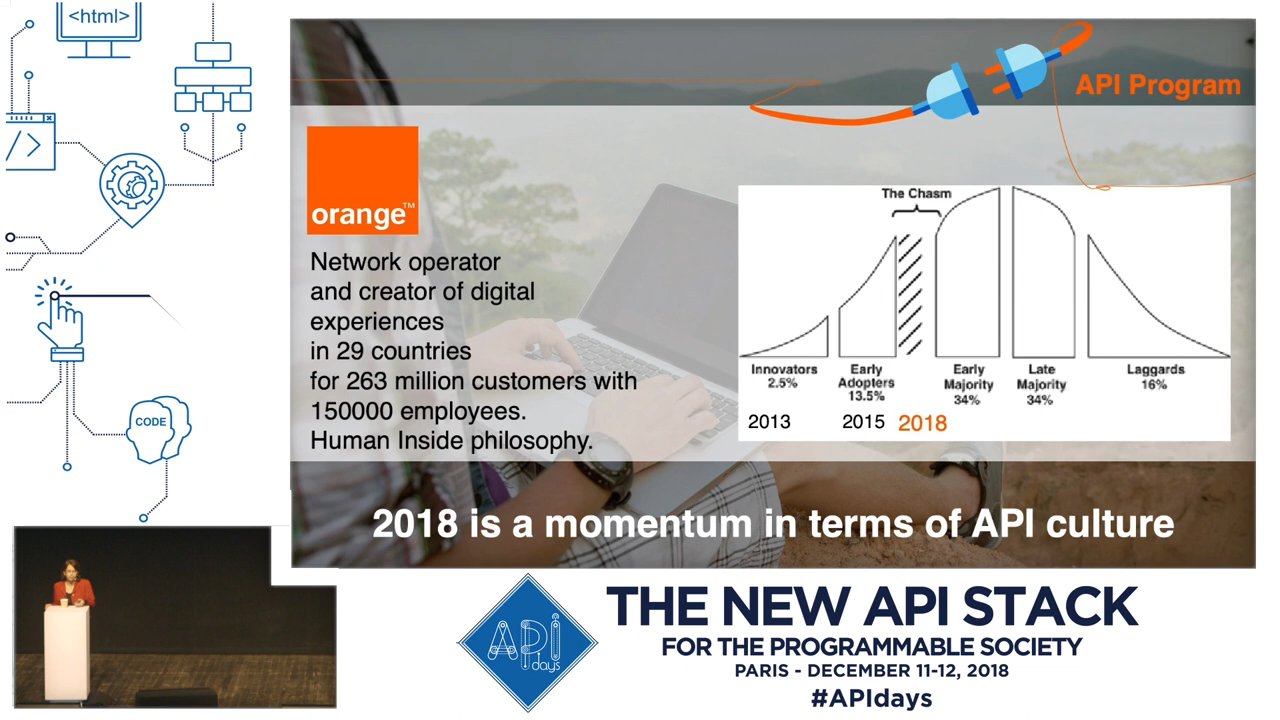 <html>
</>
CODE
API Program
orange™
Network operator
and creator of digital
experiences
in 29 countries
for 263 million customers with
150000 employees.
Human Inside philosophy.
The Chasm
Innovators
2.5%
Early
Adopters
13.5%
Early
Majority
34%
Late
Majority
34%
Laggards
16%
2013
2015
2018
2018 is a momentum in terms of API culture
API
days
THE NEW API STACK
FOR THE PROGRAMMABLE SOCIETY
PARIS - DECEMBER 11-12, 2018
#APIdays